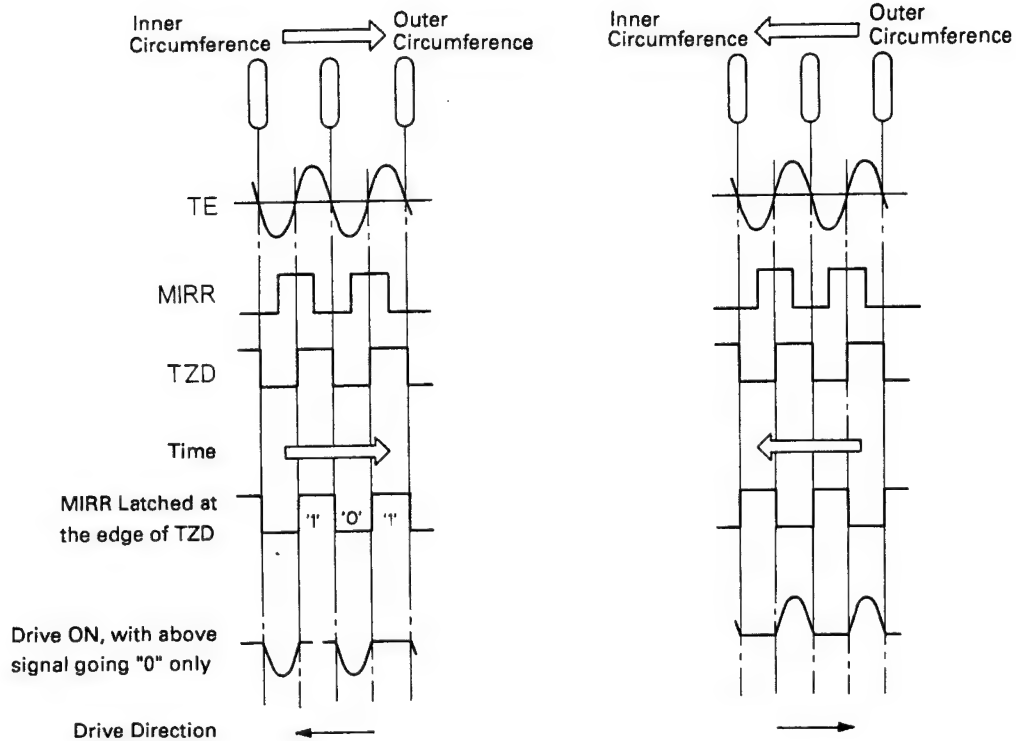 Inner
Circumference
Outer
Circumference
Inner
Circumference
Outer
Circumference
TE
MIRR
TZD
Time
MIRR Latched at
the edge of TZD
'1'
'0'
'1'
Drive ON, with above
signal going "0" only
Drive Direction